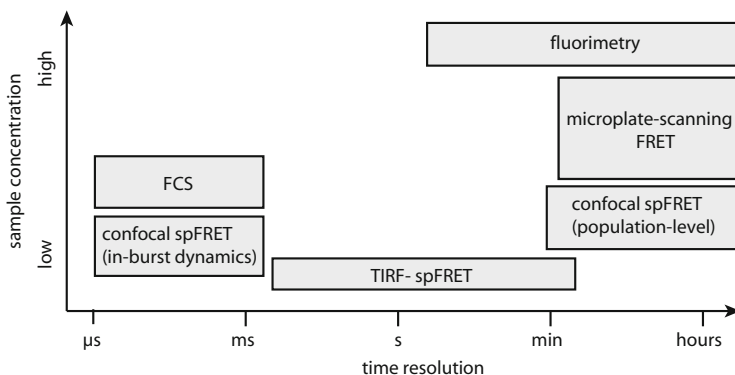 sample concentration
high
low
fluorimetry
microplate-scanning
FRET
FCS
confocal spFRET
(in-burst dynamics)
confocal spFRET
(population-level)
TIRF- spFRET
µs
ms
s
min
hours
time resolution